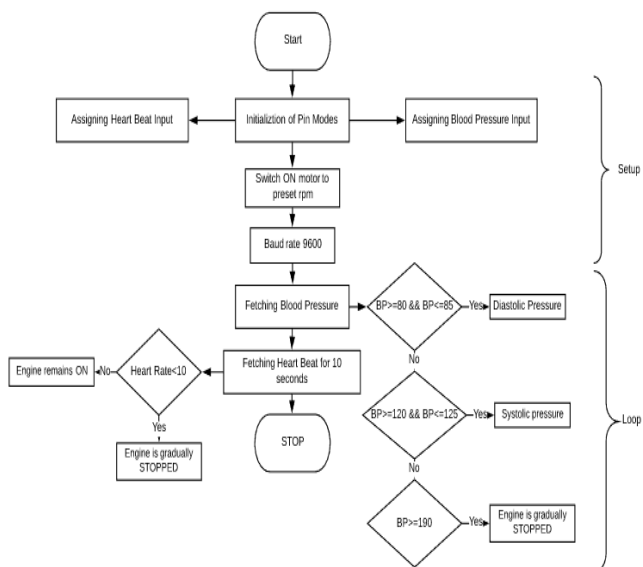 Start
Assigning Heart Beat Input
Initializtion of Pin Modes
Assigning Blood Pressure Input
Switch ON motor to
preset rpm
Setup
Baud rate 9600
Fetching Blood Pressure
BP>=80 && BP<=85
Yes
Diastolic Pressure
No
Fetching Heart Beat for 10
seconds
Heart Rate<10
No
Engine remains ON
Yes
Engine is gradually
STOPPED
STOP
BP>=120 && BP<=125
Yes
Systolic pressure
Loop
No
BP>=190
Yes
Engine is gradually
STOPPED